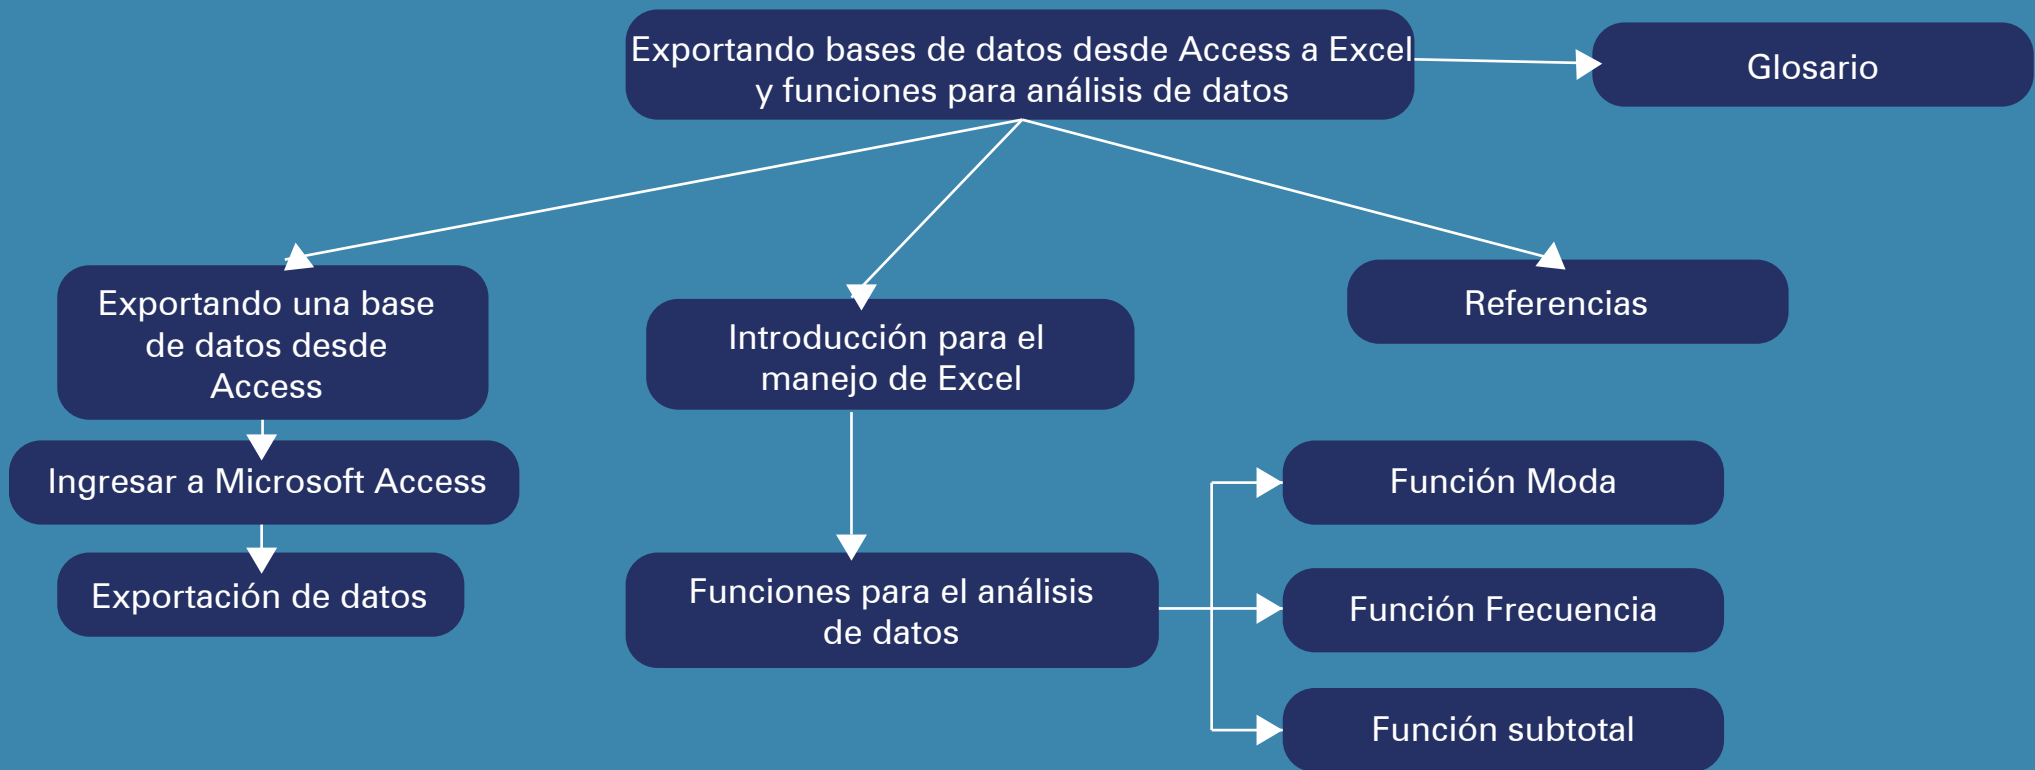 Exportando bases de datos desde Access a Excel
y funciones para análisis de datos
Glosario
Exportando una base
de datos desde
Access
Introducción para el
manejo de Excel
Referencias
Ingresar a Microsoft Access
Función Moda
Exportación de datos
Funciones para el análisis
de datos
Función Frecuencia
Función subtotal